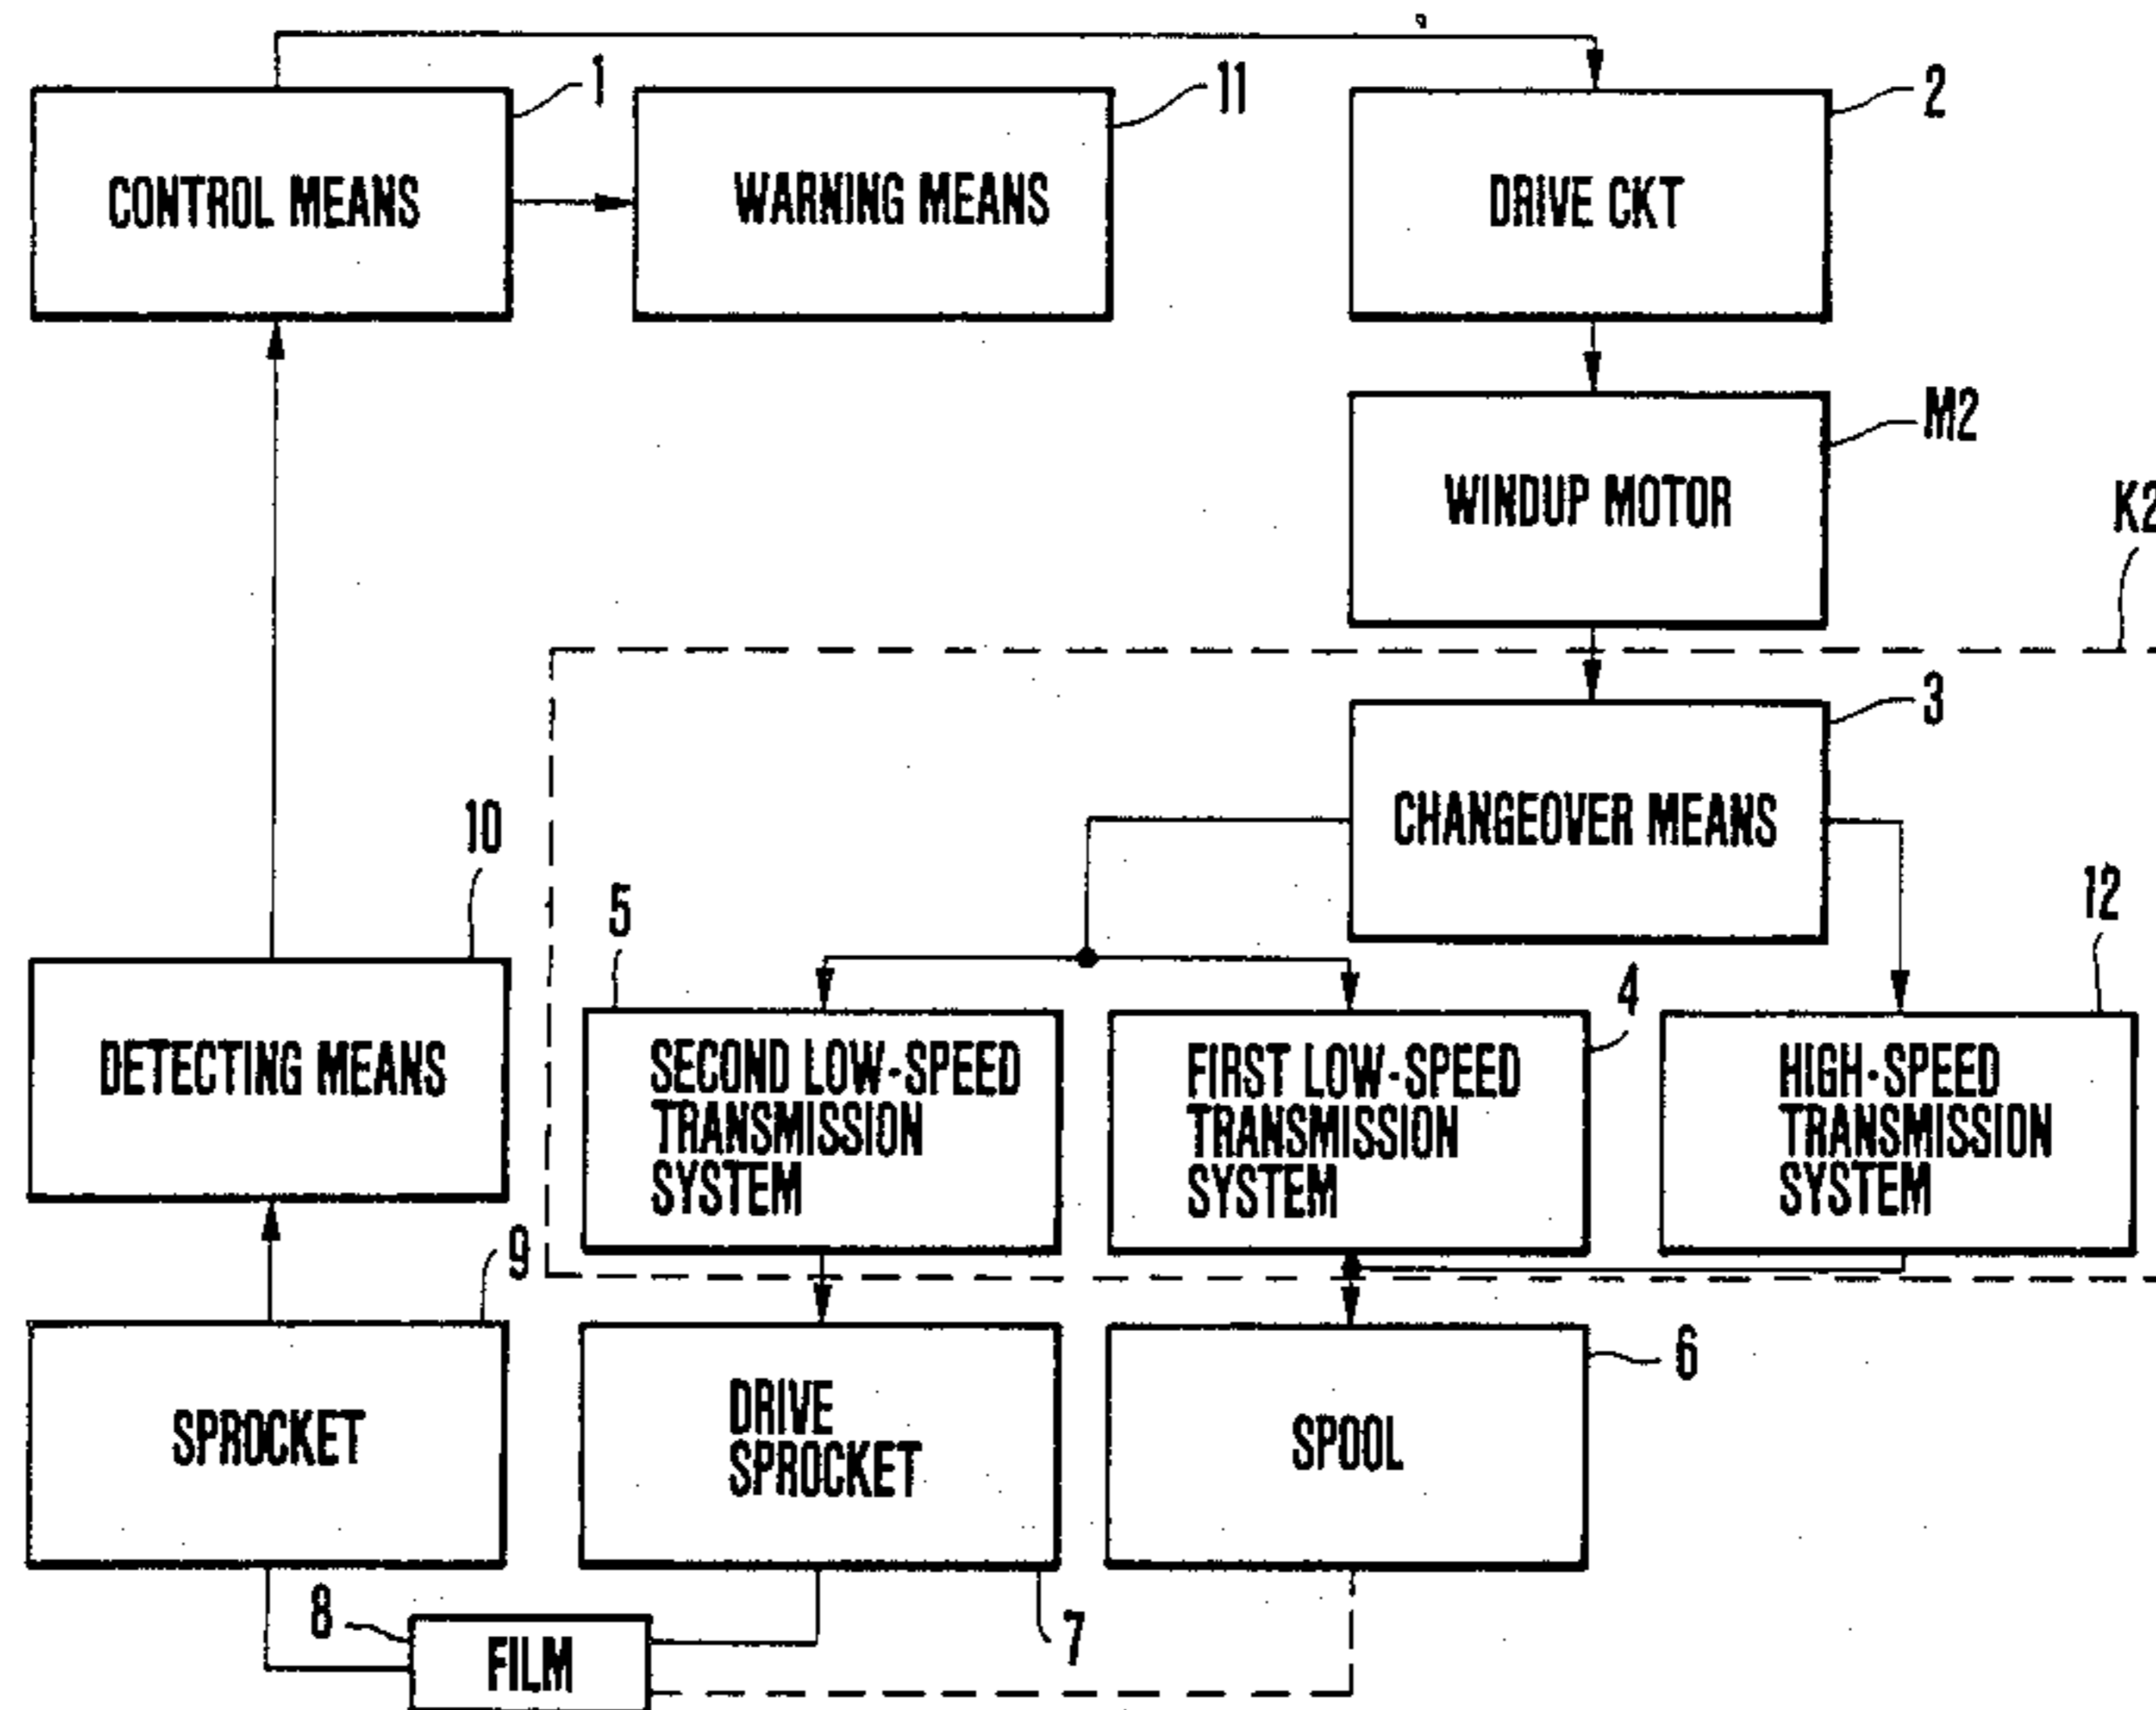 1
11
2
CONTROL MEANS
WARNING MEANS
DRIVE CKT
M2
WINDUP MOTOR
K2
3
CHANGEOVER MEANS
10
5
12
4
DETECTING MEANS
SECOND LOW-SPEED
TRANSMISSION
SYSTEM
FIRST LOW-SPEED
TRANSMISSION
SYSTEM
HIGH-SPEED
TRANSMISSION
SYSTEM
9
6
SPROCKET
DRIVE
SPROCKET
SPOOL
8
7
FILM